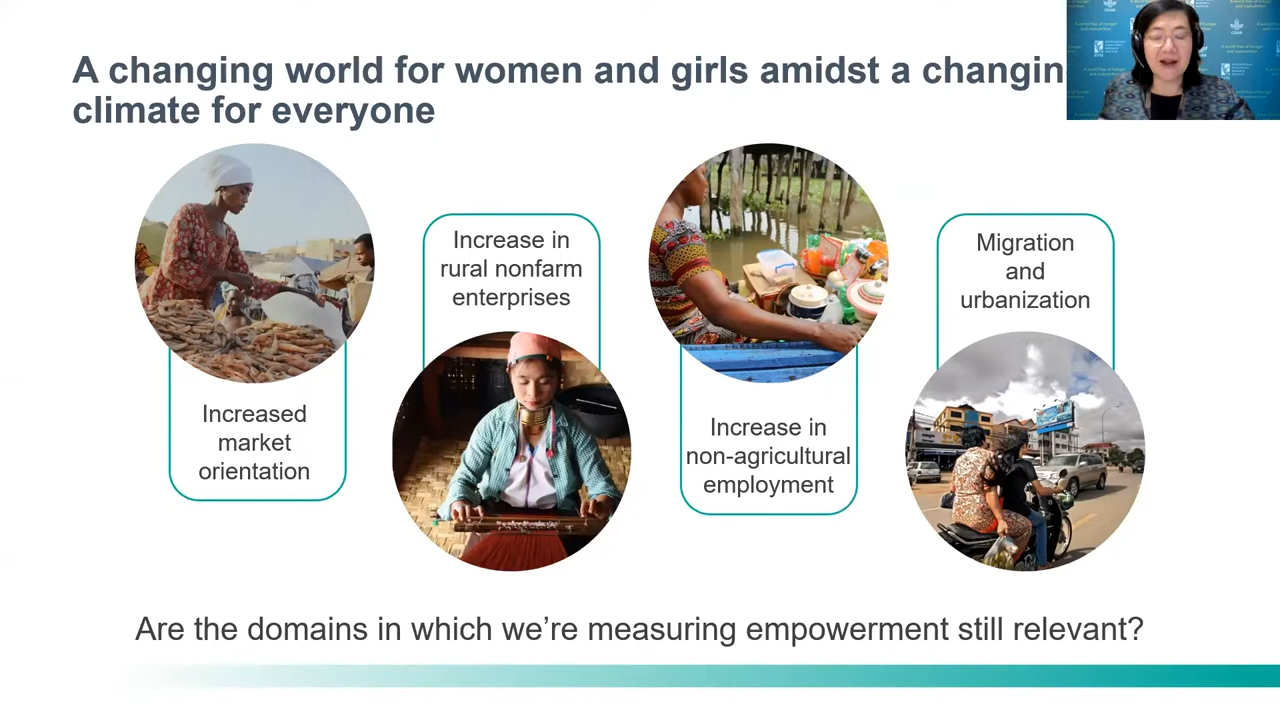 A changing world for women and girls amidst a changin
climate for everyone
Increased
market
orientation
Increase in
rural nonfarm
enterprises
Increase in
non-agricultural
employment
Migration
and
urbanization
Are the domains in which we’re measuring empowerment still relevant?